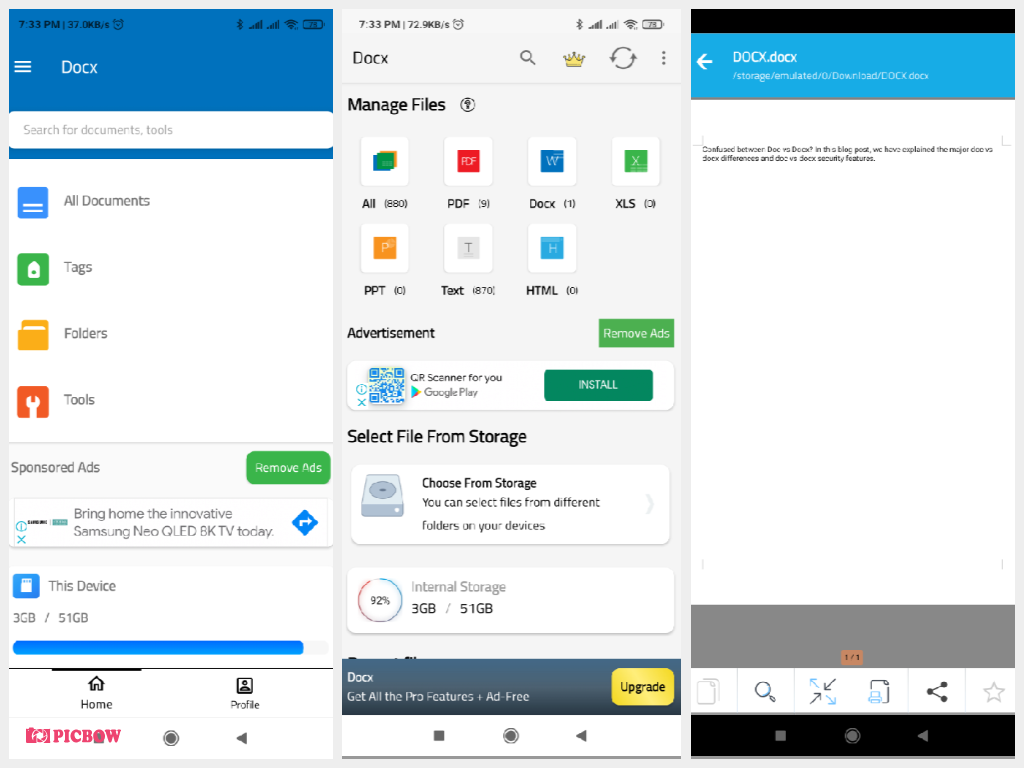 7:33 PM | 37.0KB/s
78
Docx
Search for documents, tools
All Documents
Tags
Folders
Tools
Sponsored Ads
Remove Ads
SAMSUNG
Bring home the innovative
Samsung Neo QLED 8K TV today.
This Device
3GB / 51GB
Home
Profile
PICBOW
7:33 PM | 72.9KB/s
78
Docx
Manage Files
All (880)
PDF
PDF (9)
W
Docx (1)
X
XLS (0)
P
PPT (0)
T
Text (870)
H
HTML (0)
Advertisement
Remove Ads
QR Scanner for you
Google Play
INSTALL
Select File From Storage
Choose From Storage
You can select files from different
folders on your devices
92%
Internal Storage
3GB / 51GB
Docx
Get All the Pro Features + Ad-Free
Upgrade
DOCX.docx
/storage/emulated/0/Download/DOCX.docx
Confused between Doc vs Docx? In this blog post, we have explained the major doc vs
docx differences and doc vs docx security features.
1 / 1